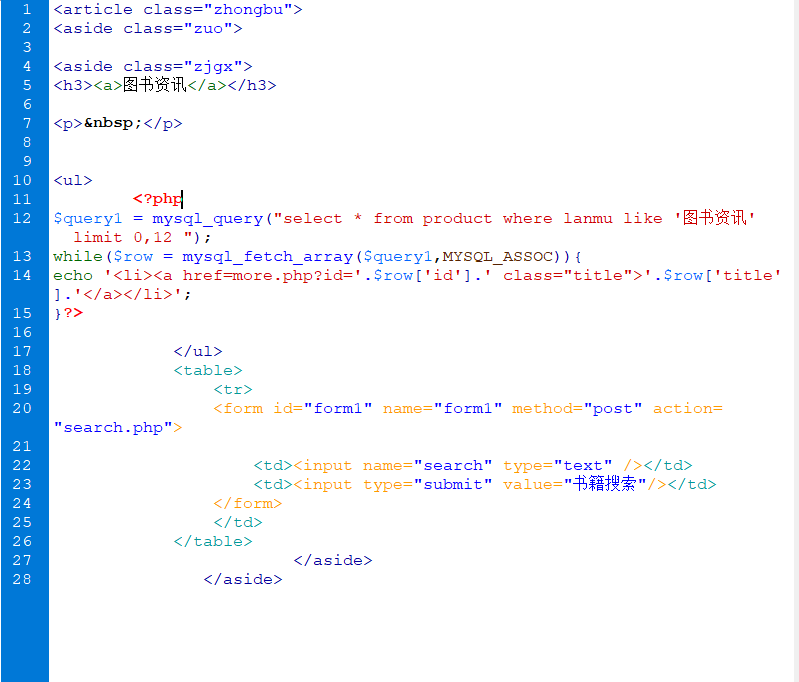 1 <article class="zhongbu">
2 <aside class="zuo">
3
4 <aside class="zjgx">
5 <h3><a>图书资讯</a></h3>
6
7 <p>&nbsp;</p>
8
9
10 <ul>
11 <?php
12 $query1 = mysql_query("select * from product where lanmu like '图书资讯'
limit 0,12 ");
13 while($row = mysql_fetch_array($query1,MYSQL_ASSOC)){
14 echo '<li><a href=more.php?id='.$row['id'].' class="title">'.$row['title'
].'</a></li>';
15 }?>
16
17 </ul>
18 <table>
19 <tr>
20 <form id="form1" name="form1" method="post" action=
"search.php">
21
22 <td><input name="search" type="text" /></td>
23 <td><input type="submit" value="书籍搜索"/></td>
24 </form>
25 </td>
26 </table>
27 </aside>
28 </aside>